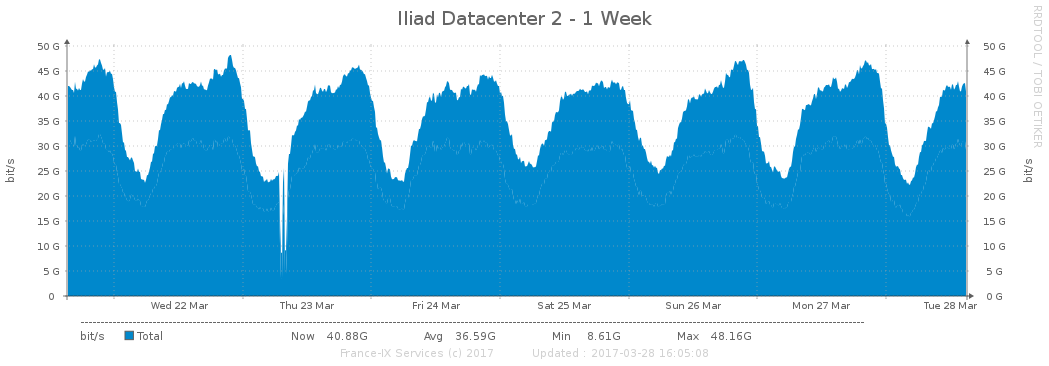 Iliad Datacenter 2 - 1 Week
RRDTOOL / TOBI OETIKER
bit/s
50 G 50 G
45 G 45 G
40 G 40 G
35 G 35 G
30 G 30 G
25 G 25 G
20 G 20 G
15 G 15 G
10 G 10 G
5 G 5 G
0 0 G
bit/s
Wed 22 Mar Thu 23 Mar Fri 24 Mar Sat 25 Mar Sun 26 Mar Mon 27 Mar Tue 28 Mar
bit/s Total Now 40.88G Avg 36.59G Min 8.61G Max 48.16G
France-IX Services (c) 2017 Updated : 2017-03-28 16:05:08